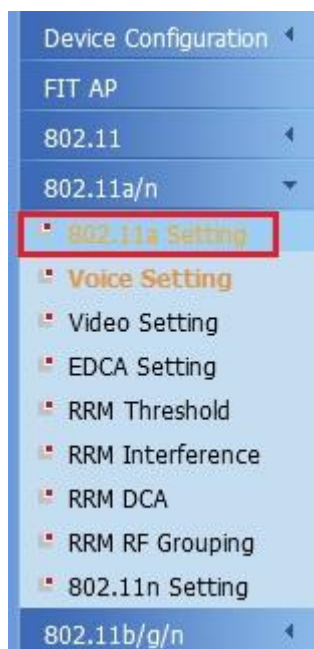 Device Configuration
FIT AP
802.11
802.11a/n
802.11a Setting
Voice Setting
Video Setting
EDCA Setting
RRM Threshold
RRM Interference
RRM DCA
RRM RF Grouping
802.11n Setting
802.11b/g/n